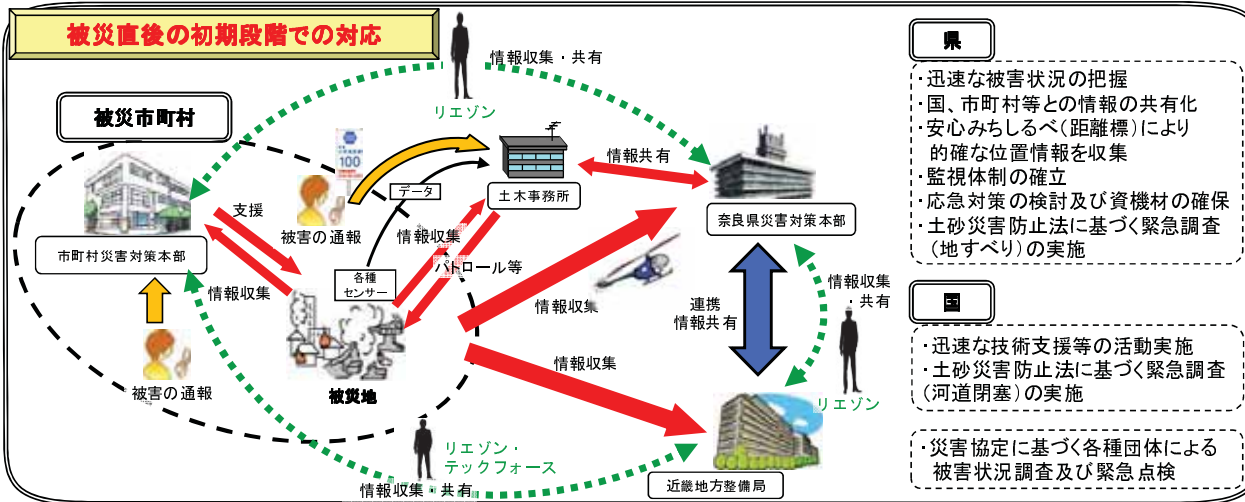 被災直後の初期段階での対応
情報収集・共有
リエゾン
被災市町村
100
データ
土木事務所
情報共有
支援
被害の通報
情報収集
パトロール等
奈良県災害対策本部
市町村災害対策本部
各種
センサー
情報収集
情報収集
連携
情報共有
情報収集
・共有
リエゾン
被害の通報
被災地
情報収集
リエゾン・
テックフォース
情報収集・共有
近畿地方整備局
県
・迅速な被害状況の把握
・国、市町村等との情報の共有化
・安心みちしるべ(距離標)により
的確な位置情報を収集
・監視体制の確立
・応急対策の検討及び資機材の確保
・土砂災害防止法に基づく緊急調査
(地すべり)の実施
国
・迅速な技術支援等の活動実施
・土砂災害防止法に基づく緊急調査
(河道閉塞)の実施
・災害協定に基づく各種団体による
被害状況調査及び緊急点検